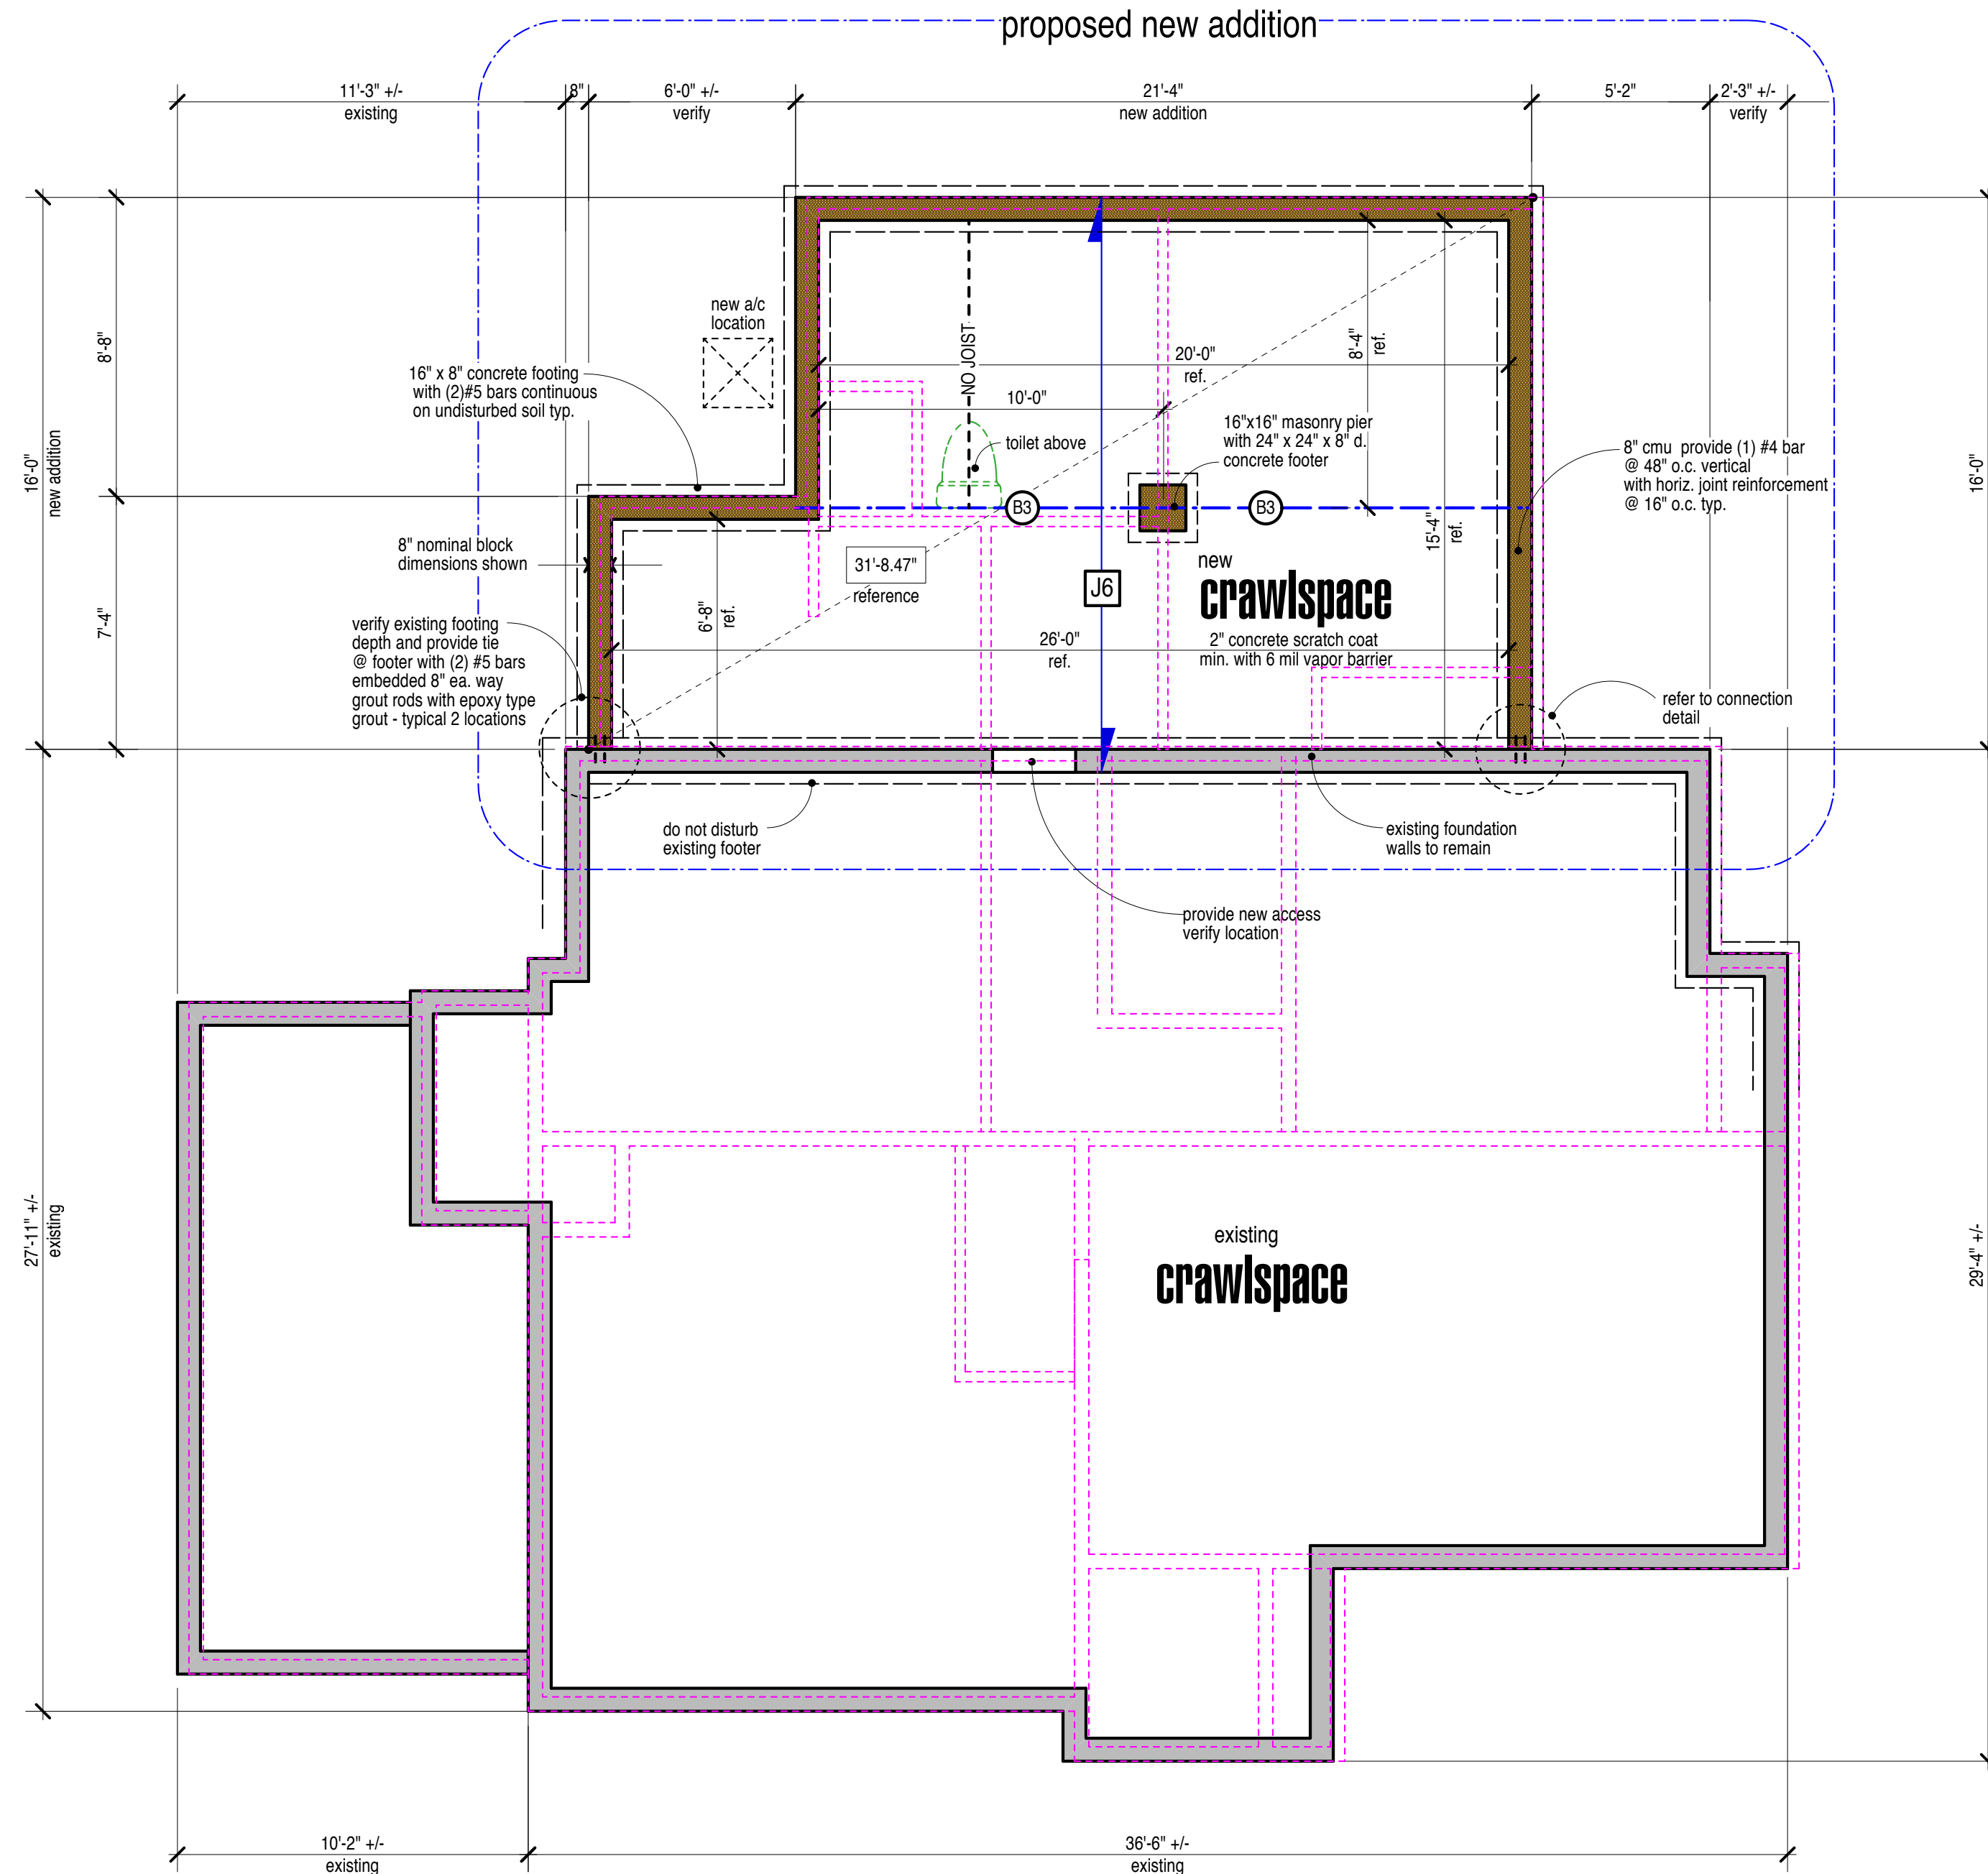 proposed new addition
11'-3" +/-
existing
8"
6'-0" +/-
verify
21'-4"
new addition
5'-2"
2'-3" +/-
verify
16'-0"
new addition
8'-8"
7'-4"
new a/c
location
16" x 8" concrete footing
with (2)#5 bars continuous
on undisturbed soil typ.
NO JOIST
20'-0"
ref.
8'-4"
ref.
10'-0"
toilet above
16"x16" masonry pier
with 24" x 24" x 8" d.
concrete footer
8" cmu provide (1) #4 bar
@ 48" o.c. vertical
with horiz. joint reinforcement
@ 16" o.c. typ.
16'-0"
B3
B3
15'-4"
ref.
8" nominal block
dimensions shown
31'-8.47"
reference
new
crawlspace
J6
2" concrete scratch coat
min. with 6 mil vapor barrier
6'-8"
ref.
26'-0"
ref.
verify existing footing
depth and provide tie
@ footer with (2) #5 bars
embedded 8" ea. way
grout rods with epoxy type
grout - typical 2 locations
refer to connection
detail
do not disturb
existing footer
existing foundation
walls to remain
provide new access
verify location
27'-11" +/-
existing
existing
crawlspace
29'-4" +/-
10'-2" +/-
existing
36'-6" +/-
existing